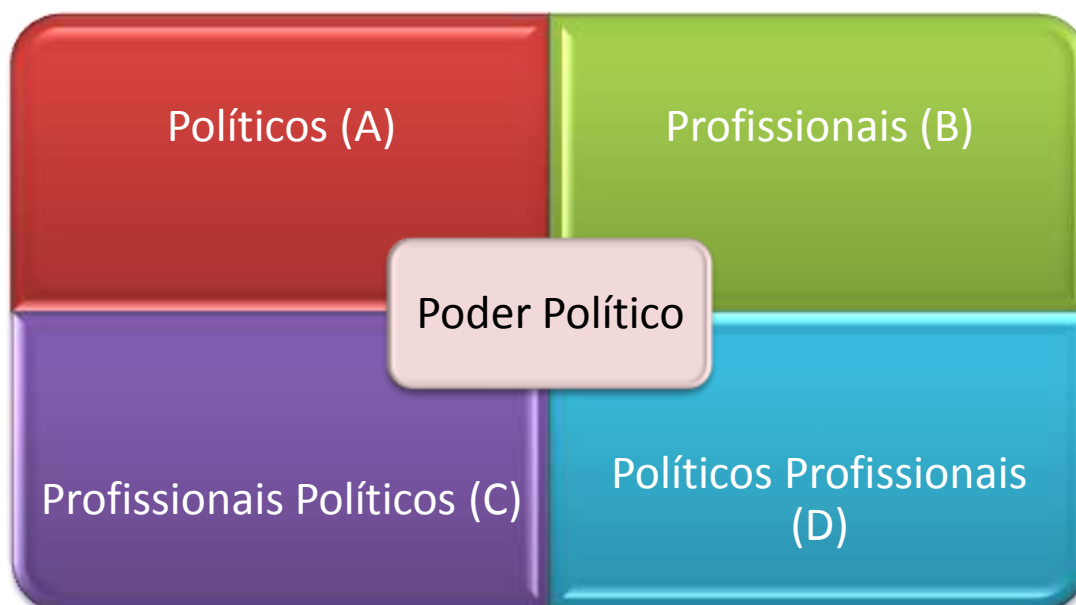 Políticos (A)
Profissionais (B)
Poder Político
Profissionais Políticos (C)
Políticos Profissionais
(D)